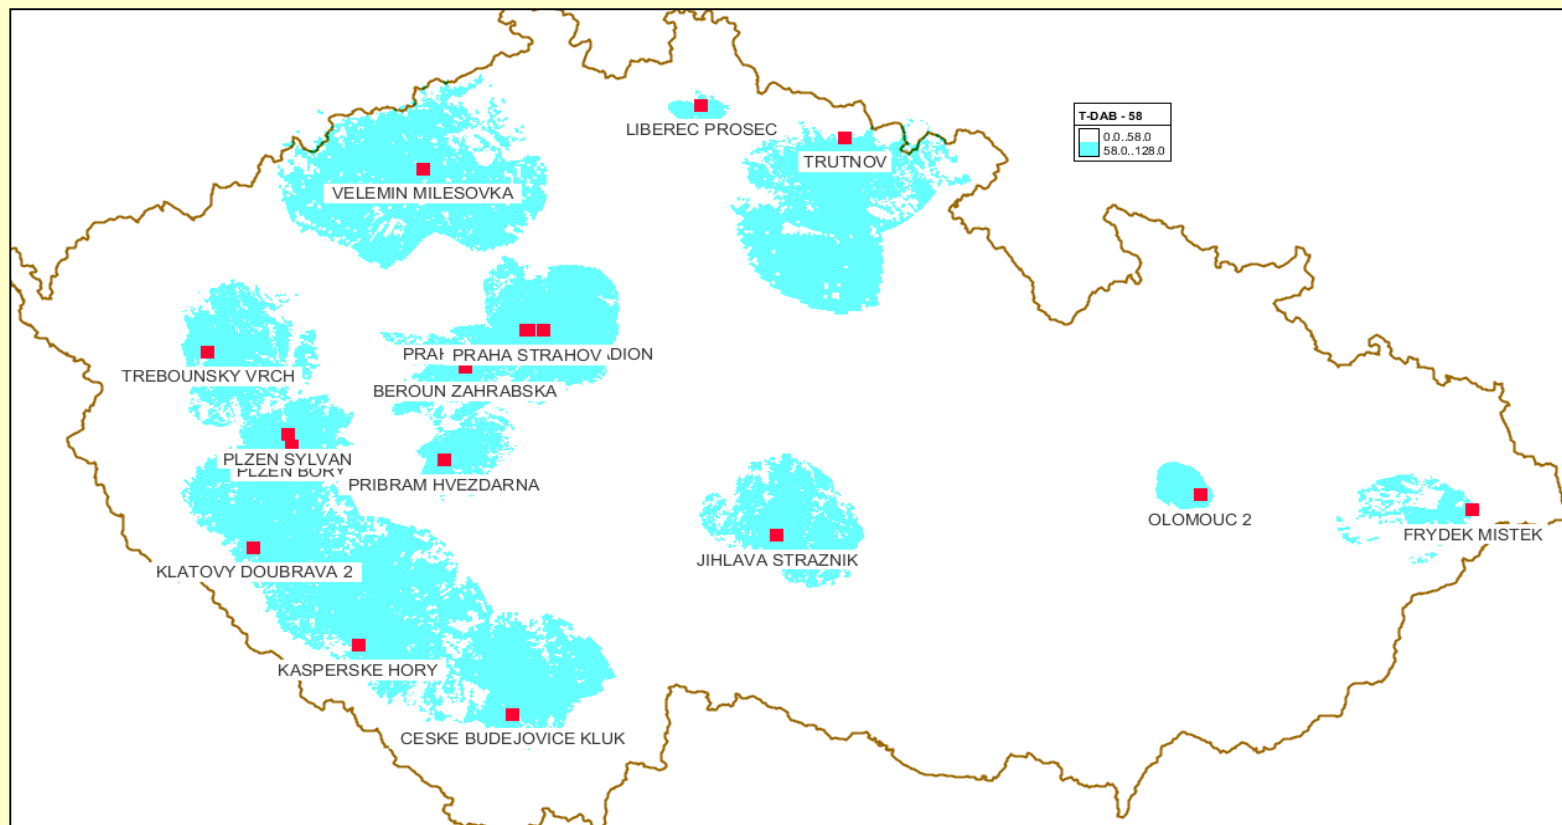 T-DAB - 58
0.0..58.0
58.0..128.0
LIBEREC PROSEC
TRUTNOV
VELEMIN MILESOVKA
PRAHA STRAHOV
TREBOUNSKY VRCH
BEROUN ZAHRABSKA
PLZEN SYLVAN
PLZEN BORY
PRIBRAM HVEZDARNA
OLOMOUC 2
FRYDEK MISTEK
JIHLAVA STRAZNIK
KLATOVY DOUBRAVA 2
KASPERSKE HORY
CESKE BUDEJOVICE KLUK